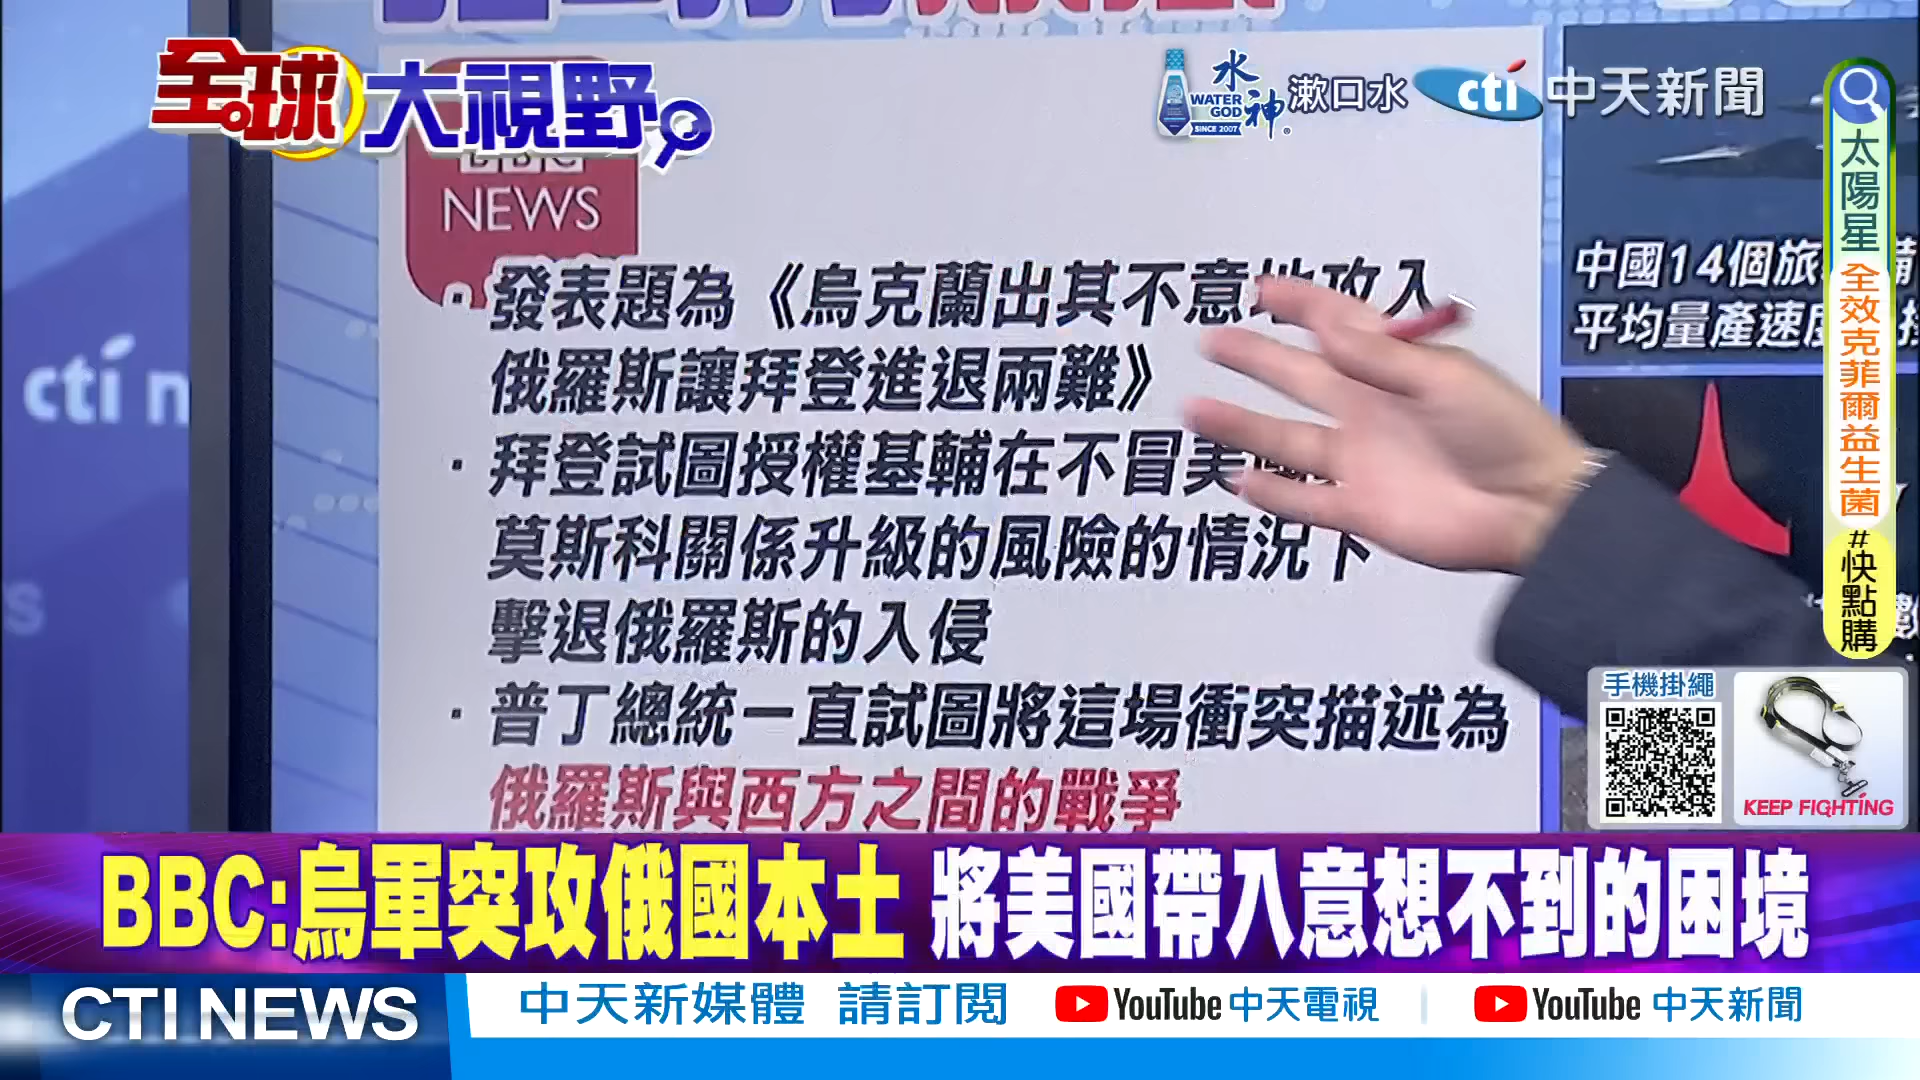 全球大視野
水神
WATER GOD
SINCE 2007
漱口水
cti 中天新聞
BBC
NEWS
·發表題為《烏克蘭出其不意地攻入
俄羅斯讓拜登進退兩難》
·拜登試圖授權基輔在不冒美
莫斯科關係升級的風險的情況下
擊退俄羅斯的入侵
·普丁總統一直試圖將這場衝突描述為
俄羅斯與西方之間的戰爭
cti n
中國14個旅 備
平均量產速度
太陽星
全效克菲爾益生菌
#快點購
手機掛繩
KEEP FIGHTING
BBC:烏軍突攻俄國本土 將美國帶入意想不到的困境
CTI NEWS
中天新媒體 請訂閱 YouTube 中天電視 YouTube 中天新聞